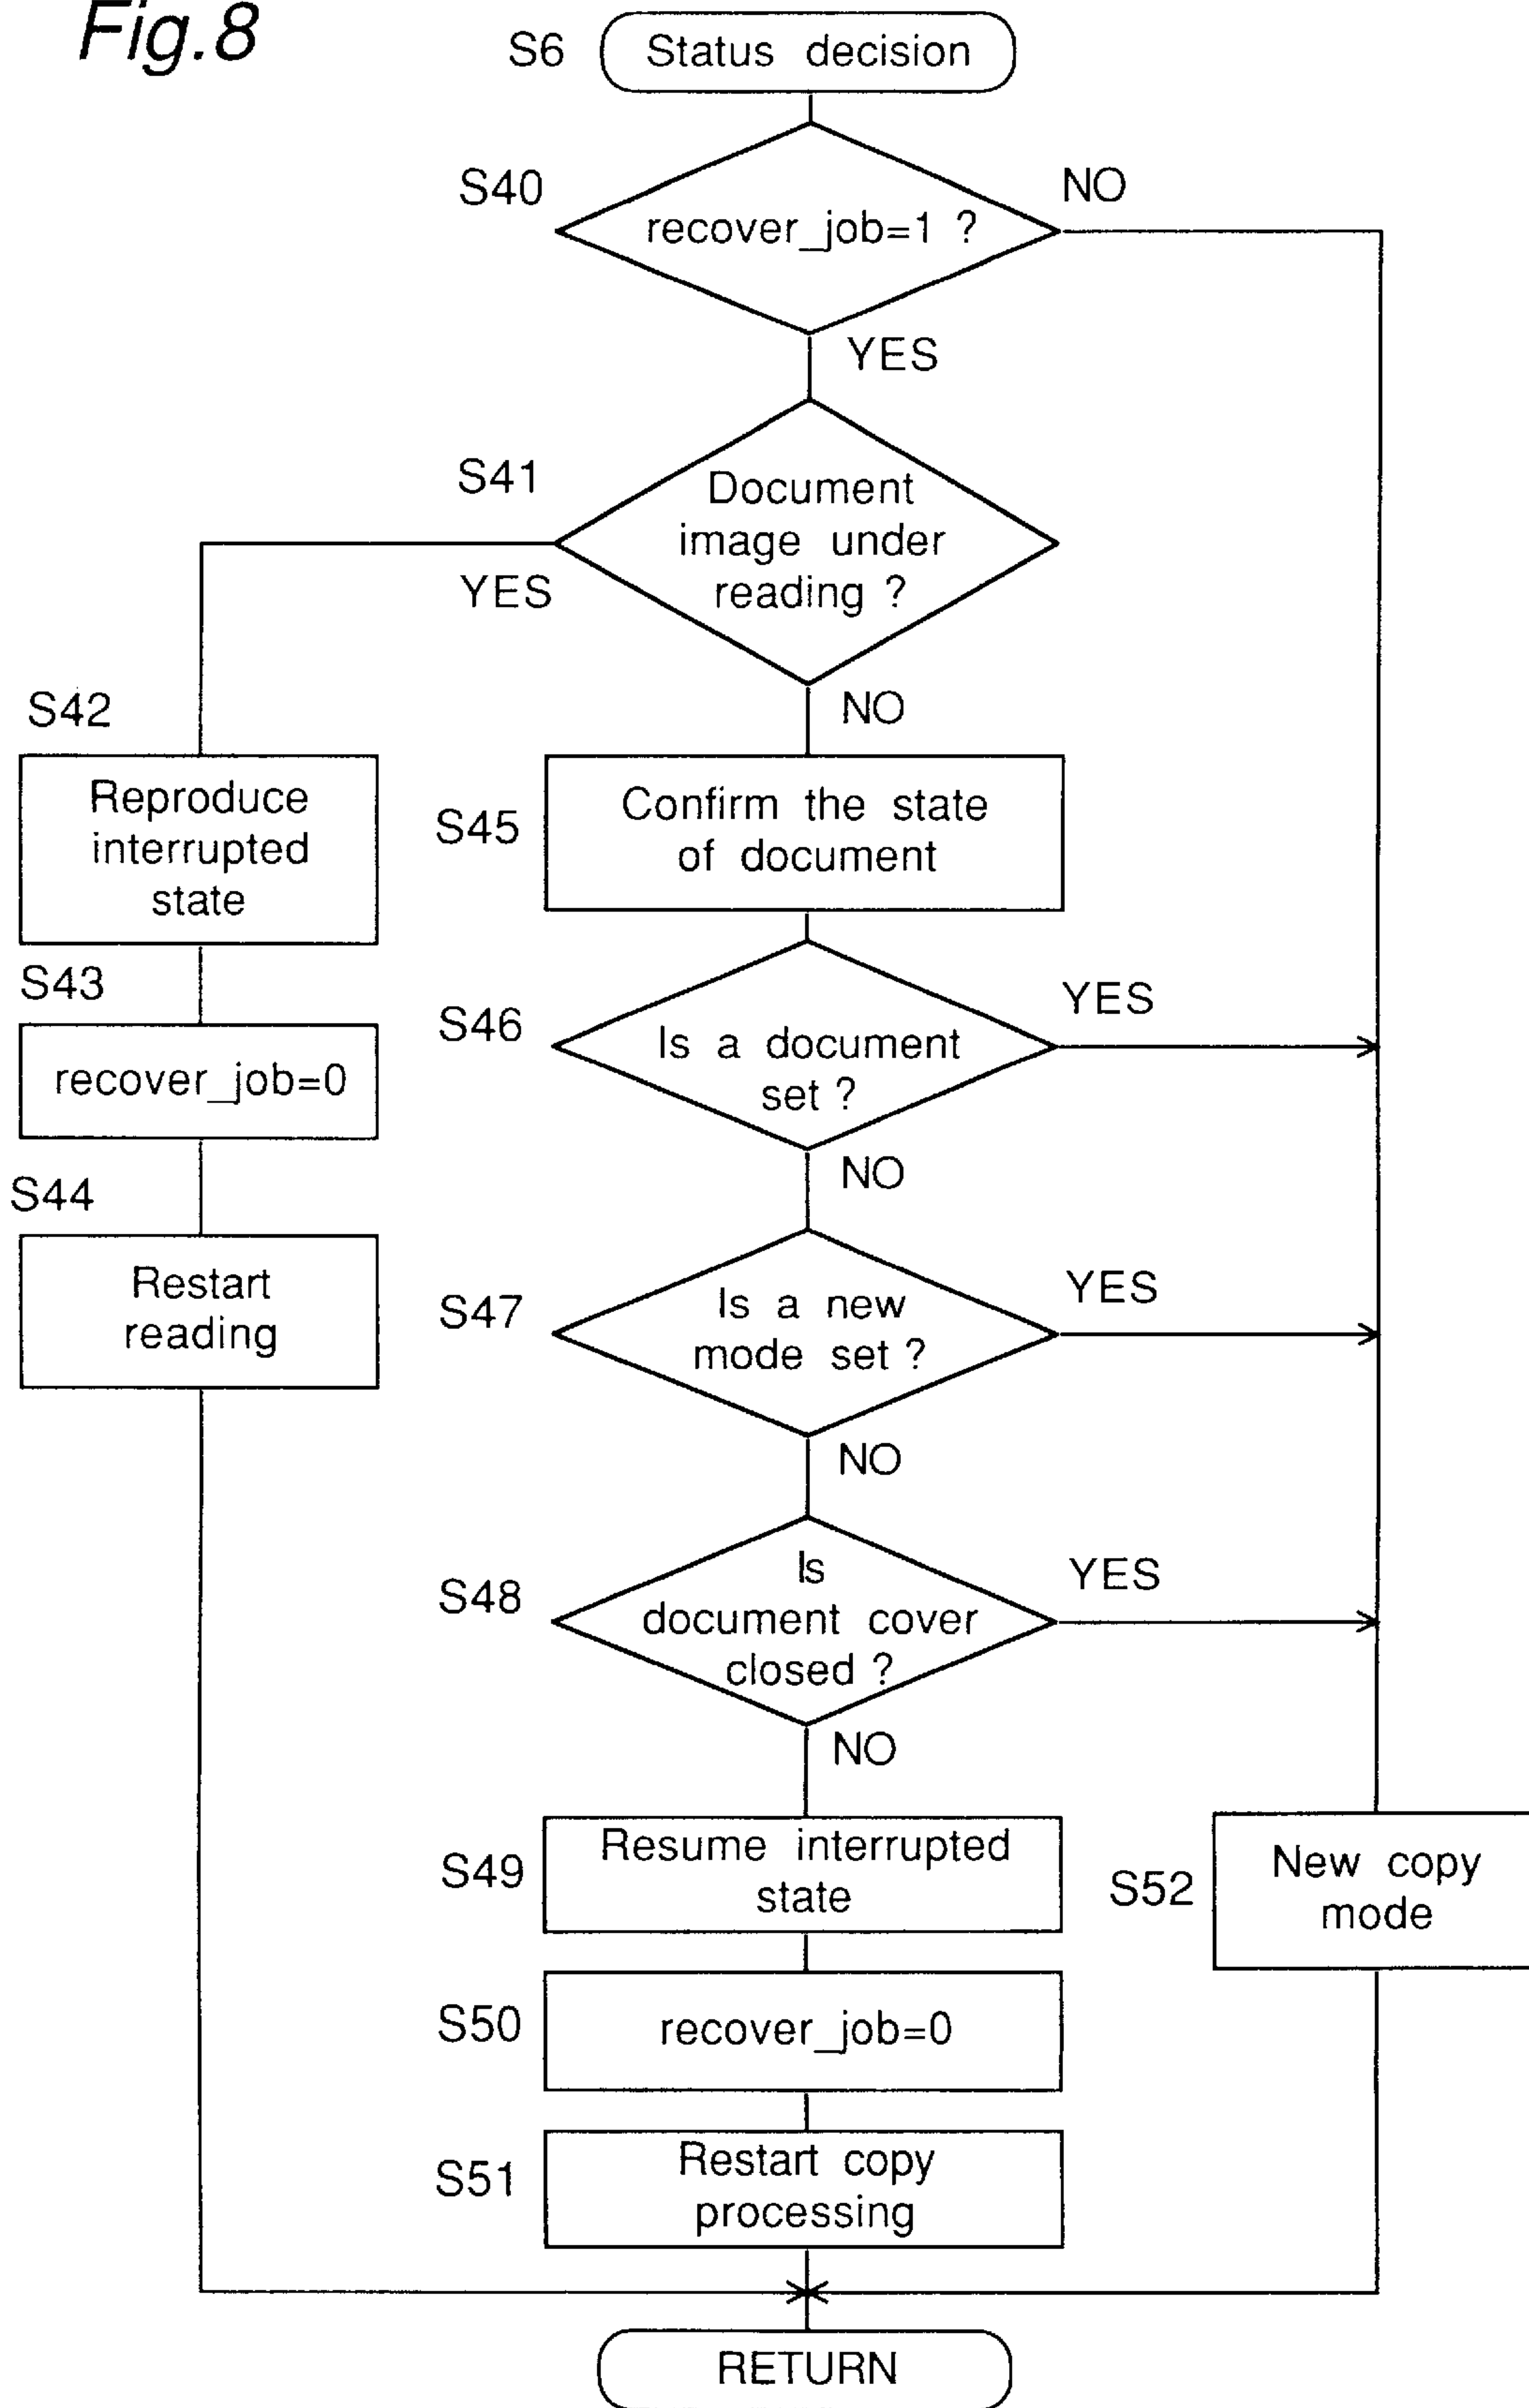 Fig.8
S6
Status decision
S40
recover_job=1 ?
NO
YES
S41
Document
image under
reading ?
YES
NO
S42
Reproduce
interrupted
state
S45
Confirm the state
of document
S43
recover_job=0
S46
Is a document
set ?
YES
NO
S44
Restart
reading
S47
Is a new
mode set ?
YES
NO
S48
Is
document cover
closed ?
YES
NO
S49
Resume interrupted
state
S52
New copy
mode
S50
recover_job=0
S51
Restart copy
processing
RETURN